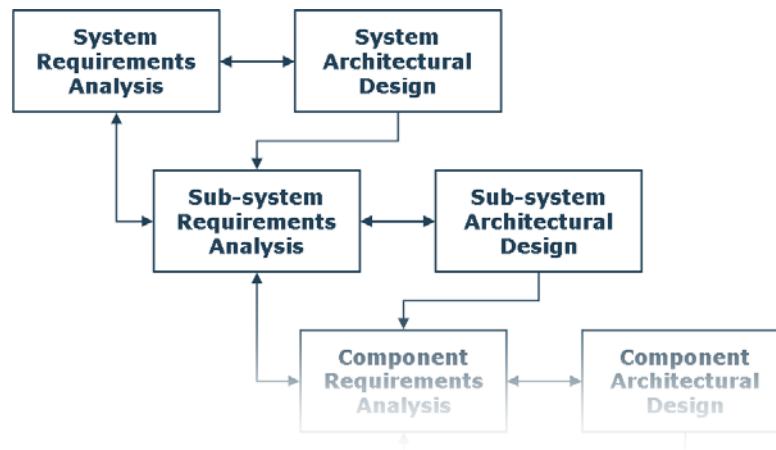 System
Requirements
Analysis
System
Architectural
Design
Sub-system
Requirements
Analysis
Sub-system
Architectural
Design
Component
Requirements
Analysis
Component
Architectural
Design